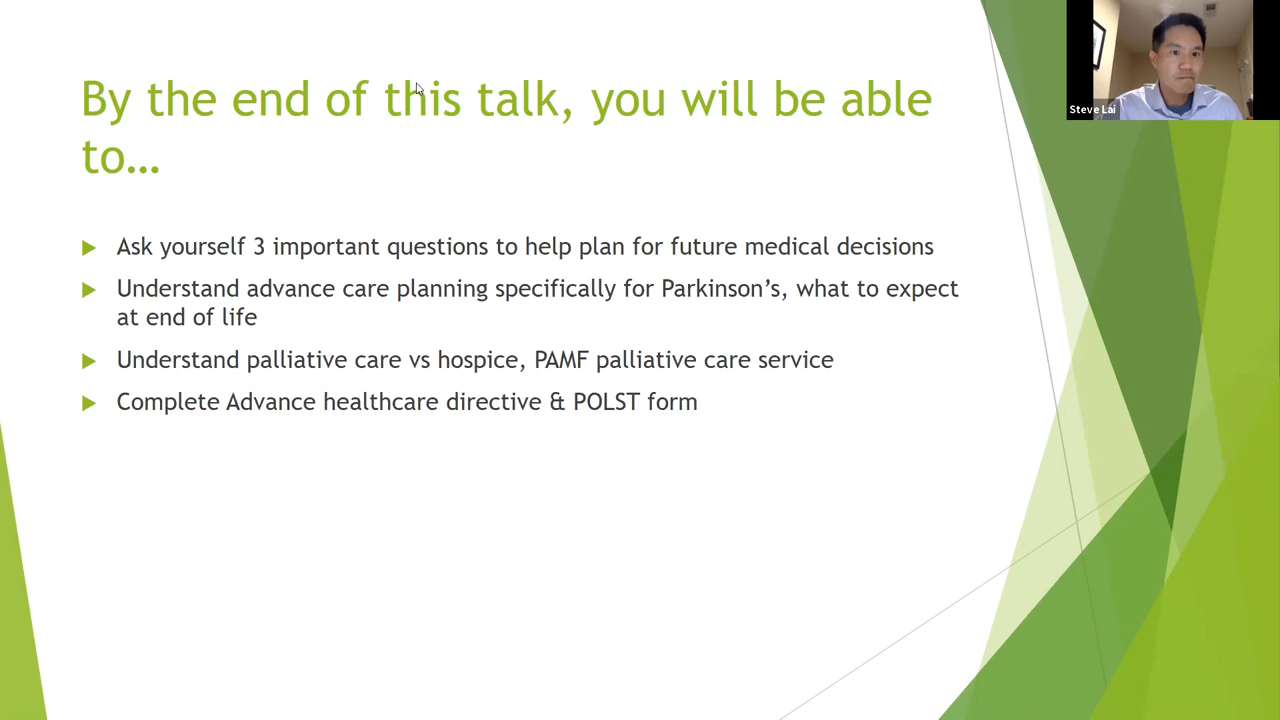 By the end of this talk, you will be able
to…
Ask yourself 3 important questions to help plan for future medical decisions
Understand advance care planning specifically for Parkinson’s, what to expect
at end of life
Understand palliative care vs hospice, PAMF palliative care service
Complete Advance healthcare directive & POLST form
Steve Lai